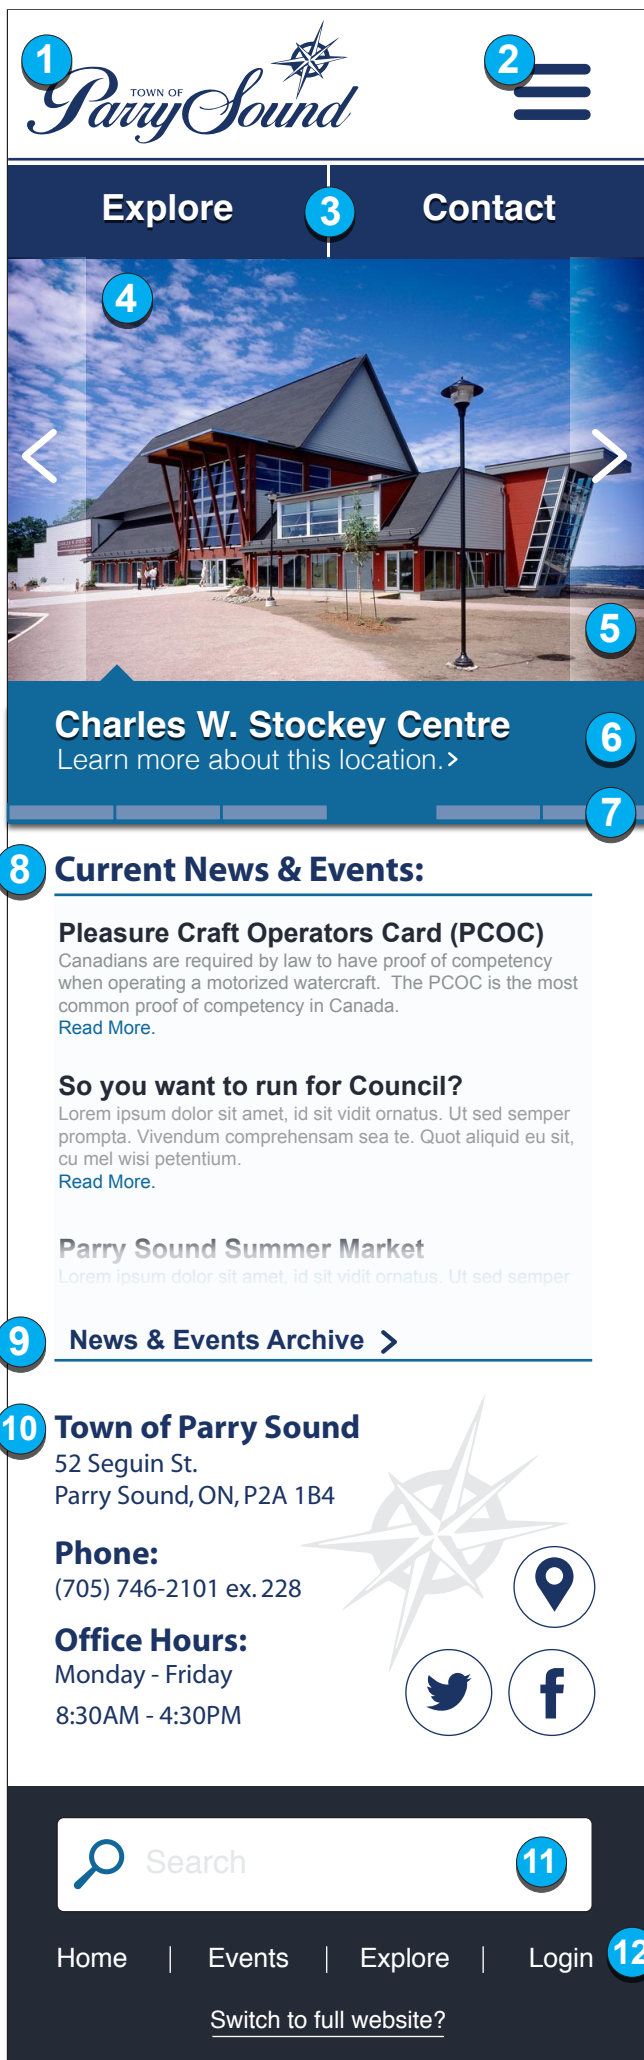 1
2
TOWN OF
Parry Sound
Explore
3
Contact
4
5
Charles W. Stockey Centre
6
Learn more about this location.>
7
8
Current News & Events:
Pleasure Craft Operators Card (PCOC)
Canadians are required by law to have proof of competency
when operating a motorized watercraft. The PCOC is the most
common proof of competency in Canada.
Read More.
So you want to run for Council?
Lorem ipsum dolor sit amet, id sit vidit ornatus. Ut sed semper
prompta. Vivendum comprehensam sea te. Quot aliquid eu sit,
cu mel wisi petentium.
Read More.
Parry Sound Summer Market
Lorem ipsum dolor sit amet, id sit vidit ornatus. Ut sed semper
9
News & Events Archive >
10
Town of Parry Sound
52 Seguin St.
Parry Sound, ON, P2A 1B4
Phone:
(705) 746-2101 ex. 228
Office Hours:
Monday - Friday
8:30AM - 4:30PM
Search
11
Home | Events | Explore | Login
12
Switch to full website?